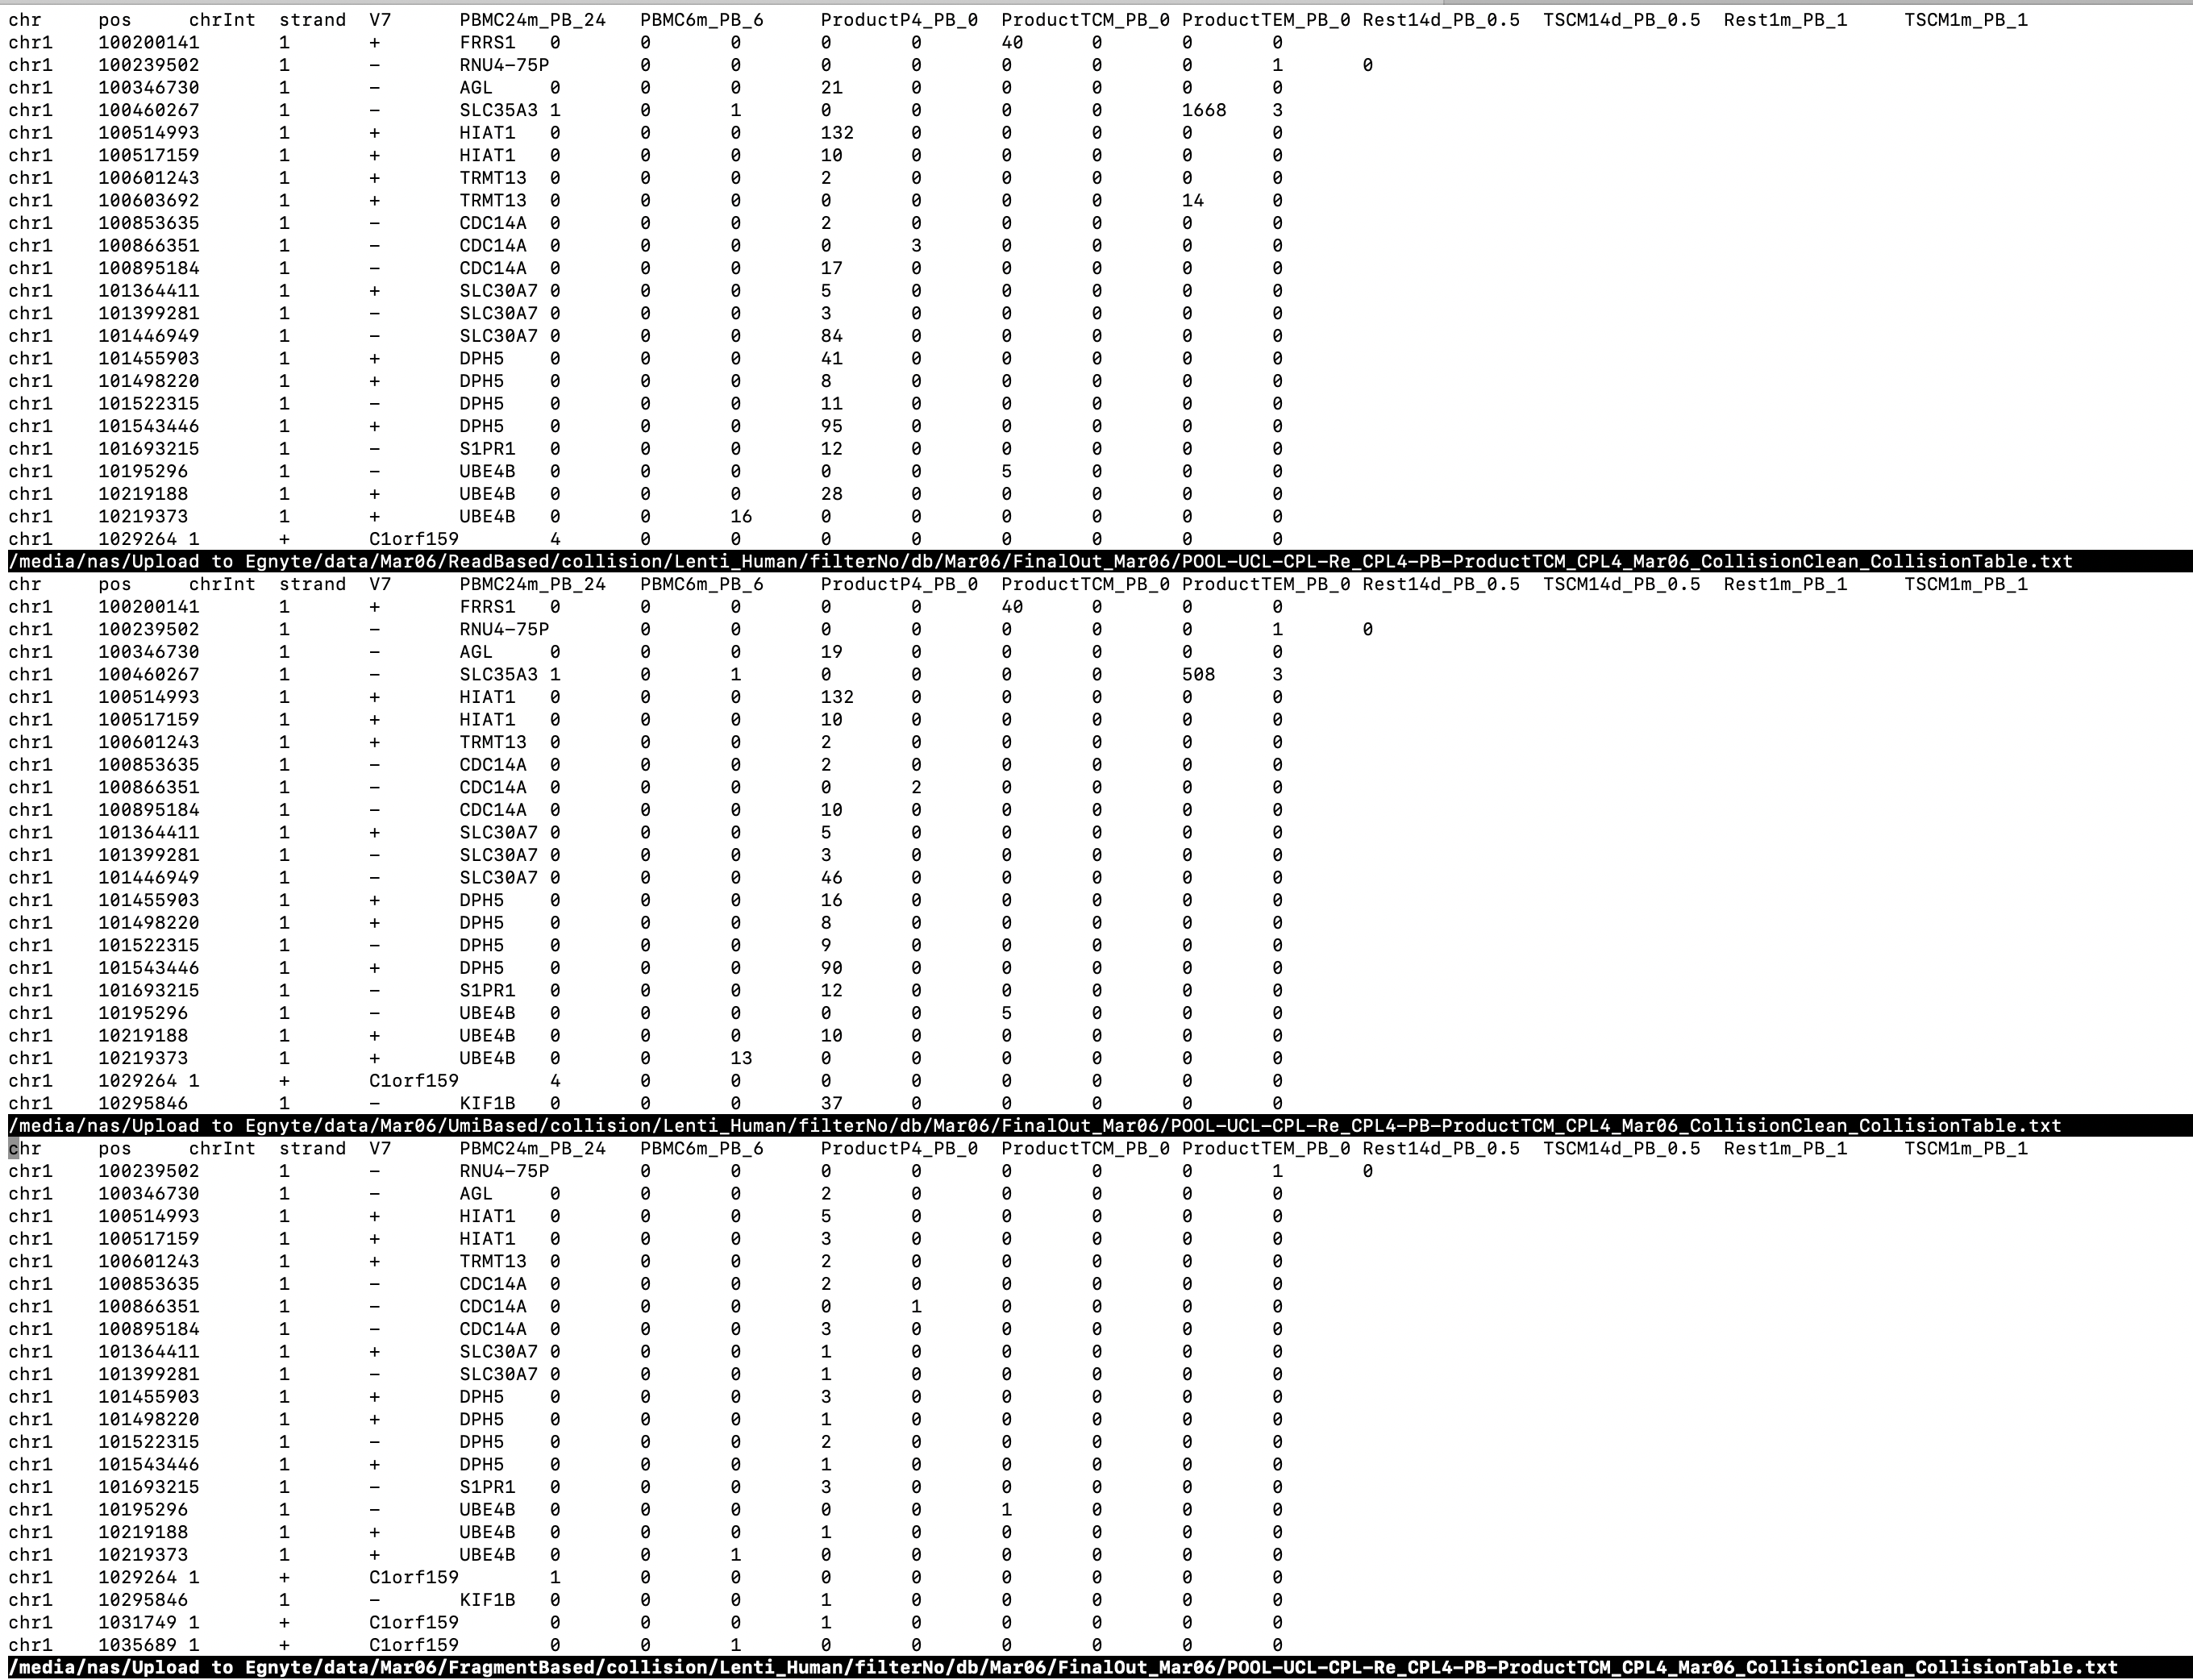 chr pos chrInt strand V7 PBMC24m_PB_24 PBMC6m_PB_6 ProductP4_PB_0 ProductTCM_PB_0 ProductTEM_PB_0 Rest14d_PB_0.5 TSCM14d_PB_0.5 Rest1m_PB_1 TSCM1m_PB_1
chr1 100200141 1 + FRRS1 0 0 0 0 0 40 0 0 0
chr1 100239502 1 - RNU4-75P 0 0 0 0 0 0 1 0
chr1 100346730 1 - AGL 0 0 0 21 0 0 0 0 0
chr1 100460267 1 - SLC35A3 1 0 1 0 0 0 0 1668 3
chr1 100514993 1 + HIAT1 0 0 0 132 0 0 0 0 0
chr1 100517159 1 + HIAT1 0 0 0 10 0 0 0 0 0
chr1 100601243 1 + TRMT13 0 0 0 2 0 0 0 0 0
chr1 100603692 1 + TRMT13 0 0 0 0 0 0 0 14 0
chr1 100853635 1 - CDC14A 0 0 0 2 0 0 0 0 0
chr1 100866351 1 - CDC14A 0 0 0 0 3 0 0 0 0
chr1 100895184 1 - CDC14A 0 0 0 17 0 0 0 0 0
chr1 101364411 1 + SLC30A7 0 0 0 5 0 0 0 0 0
chr1 101399281 1 - SLC30A7 0 0 0 3 0 0 0 0 0
chr1 101446949 1 - SLC30A7 0 0 0 84 0 0 0 0 0
chr1 101455903 1 + DPH5 0 0 0 41 0 0 0 0 0
chr1 101498220 1 + DPH5 0 0 0 8 0 0 0 0 0
chr1 101522315 1 - DPH5 0 0 0 11 0 0 0 0 0
chr1 101543446 1 + DPH5 0 0 0 95 0 0 0 0 0
chr1 101693215 1 - S1PR1 0 0 0 12 0 0 0 0 0
chr1 10195296 1 - UBE4B 0 0 0 0 0 5 0 0 0
chr1 10219188 1 + UBE4B 0 0 0 28 0 0 0 0 0
chr1 10219373 1 + UBE4B 0 0 16 0 0 0 0 0 0
chr1 1029264 1 + C1orf159 4 0 0 0 0 0 0 0 0
/media/nas/Upload to Egnyte/data/Mar06/ReadBased/collision/Lenti_Human/filterNo/db/Mar06/FinalOut_Mar06/POOL-UCL-CPL-Re_CPL4-PB-ProductTCM_CPL4_Mar06_CollisionClean_CollisionTable.txt
chr pos chrInt strand V7 PBMC24m_PB_24 PBMC6m_PB_6 ProductP4_PB_0 ProductTCM_PB_0 ProductTEM_PB_0 Rest14d_PB_0.5 TSCM14d_PB_0.5 Rest1m_PB_1 TSCM1m_PB_1
chr1 100200141 1 + FRRS1 0 0 0 0 0 40 0 0 0
chr1 100239502 1 - RNU4-75P 0 0 0 0 0 0 1 0
chr1 100346730 1 - AGL 0 0 0 19 0 0 0 0 0
chr1 100460267 1 - SLC35A3 1 0 1 0 0 0 0 508 3
chr1 100514993 1 + HIAT1 0 0 0 132 0 0 0 0 0
chr1 100517159 1 + HIAT1 0 0 0 10 0 0 0 0 0
chr1 100601243 1 + TRMT13 0 0 0 2 0 0 0 0 0
chr1 100853635 1 - CDC14A 0 0 0 2 0 0 0 0 0
chr1 100866351 1 - CDC14A 0 0 0 0 2 0 0 0 0
chr1 100895184 1 - CDC14A 0 0 0 10 0 0 0 0 0
chr1 101364411 1 + SLC30A7 0 0 0 5 0 0 0 0 0
chr1 101399281 1 - SLC30A7 0 0 0 3 0 0 0 0 0
chr1 101446949 1 - SLC30A7 0 0 0 46 0 0 0 0 0
chr1 101455903 1 + DPH5 0 0 0 16 0 0 0 0 0
chr1 101498220 1 + DPH5 0 0 0 8 0 0 0 0 0
chr1 101522315 1 - DPH5 0 0 0 9 0 0 0 0 0
chr1 101543446 1 + DPH5 0 0 0 90 0 0 0 0 0
chr1 101693215 1 - S1PR1 0 0 0 12 0 0 0 0 0
chr1 10195296 1 - UBE4B 0 0 0 0 0 5 0 0 0
chr1 10219188 1 + UBE4B 0 0 0 10 0 0 0 0 0
chr1 10219373 1 + UBE4B 0 0 13 0 0 0 0 0 0
chr1 1029264 1 + C1orf159 4 0 0 0 0 0 0 0 0
chr1 10295846 1 - KIF1B 0 0 0 37 0 0 0 0 0
/media/nas/Upload to Egnyte/data/Mar06/UmiBased/collision/Lenti_Human/filterNo/db/Mar06/FinalOut_Mar06/POOL-UCL-CPL-Re_CPL4-PB-ProductTCM_CPL4_Mar06_CollisionClean_CollisionTable.txt
chr pos chrInt strand V7 PBMC24m_PB_24 PBMC6m_PB_6 ProductP4_PB_0 ProductTCM_PB_0 ProductTEM_PB_0 Rest14d_PB_0.5 TSCM14d_PB_0.5 Rest1m_PB_1 TSCM1m_PB_1
chr1 100239502 1 - RNU4-75P 0 0 0 0 0 0 1 0
chr1 100346730 1 - AGL 0 0 0 2 0 0 0 0 0
chr1 100514993 1 + HIAT1 0 0 0 5 0 0 0 0 0
chr1 100517159 1 + HIAT1 0 0 0 3 0 0 0 0 0
chr1 100601243 1 + TRMT13 0 0 0 2 0 0 0 0 0
chr1 100853635 1 - CDC14A 0 0 0 2 0 0 0 0 0
chr1 100866351 1 - CDC14A 0 0 0 0 1 0 0 0 0
chr1 100895184 1 - CDC14A 0 0 0 3 0 0 0 0 0
chr1 101364411 1 + SLC30A7 0 0 0 1 0 0 0 0 0
chr1 101399281 1 - SLC30A7 0 0 0 1 0 0 0 0 0
chr1 101455903 1 + DPH5 0 0 0 3 0 0 0 0 0
chr1 101498220 1 + DPH5 0 0 0 1 0 0 0 0 0
chr1 101522315 1 - DPH5 0 0 0 2 0 0 0 0 0
chr1 101543446 1 + DPH5 0 0 0 1 0 0 0 0 0
chr1 101693215 1 - S1PR1 0 0 0 3 0 0 0 0 0
chr1 10195296 1 - UBE4B 0 0 0 0 0 1 0 0 0
chr1 10219188 1 + UBE4B 0 0 0 1 0 0 0 0 0
chr1 10219373 1 + UBE4B 0 0 1 0 0 0 0 0 0
chr1 1029264 1 + C1orf159 1 0 0 0 0 0 0 0 0
chr1 10295846 1 - KIF1B 0 0 0 1 0 0 0 0 0
chr1 1031749 1 + C1orf159 0 0 0 1 0 0 0 0 0
chr1 1035689 1 + C1orf159 0 0 1 0 0 0 0 0 0
/media/nas/Upload to Egnyte/data/Mar06/FragmentBased/collision/Lenti_Human/filterNo/db/Mar06/FinalOut_Mar06/POOL-UCL-CPL-Re_CPL4-PB-ProductTCM_CPL4_Mar06_CollisionClean_CollisionTable.txt